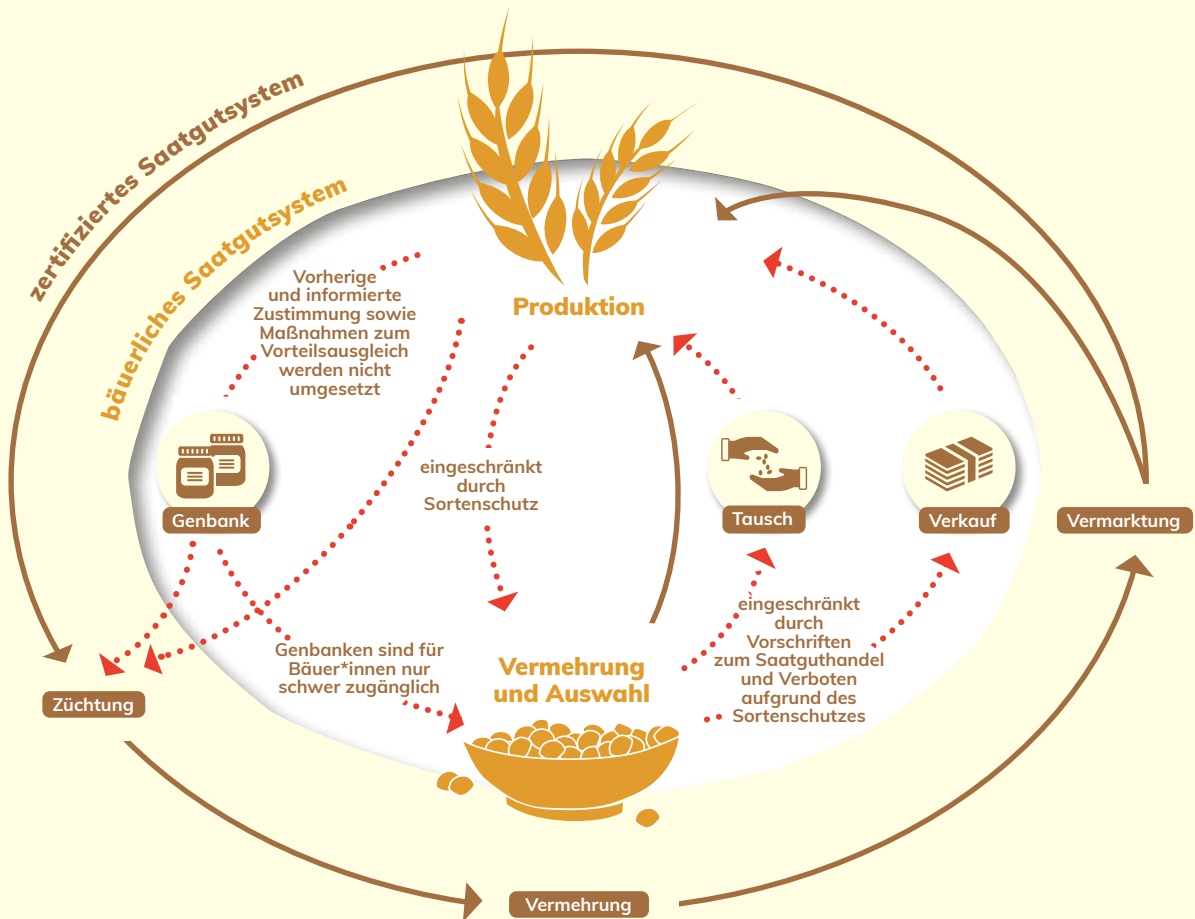 zertifiziertes Saatgutsystem
bäuerliches Saatgutsystem
Vorherige
und informierte
Zustimmung sowie
Maßnahmen zum
Vorteilsausgleich
werden nicht
umgesetzt
Produktion
eingeschränkt
durch
Sortenschutz
Genbank
Tausch
Verkauf
Vermarktung
eingeschränkt
durch
Vorschriften
zum Saatguthandel
und Verboten
aufgrund des
Sortenschutzes
Genbanken sind für
Bäuer*innen nur
schwer zugänglich
Vermehrung
und Auswahl
Züchtung
Vermehrung